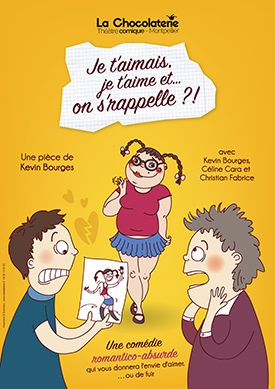 La Chocolaterie
Théâtre comique - Montpellier
Je t'aimais,
je t'aime et...
on s'rappelle ?!
Une pièce de
Kevin Bourges
avec
Kevin Bourges,
Céline Cara et
Christian Fabrice
Une comédie
romantico-absurde
qui vous donnera l'envie d'aimer,
... ou de fuir